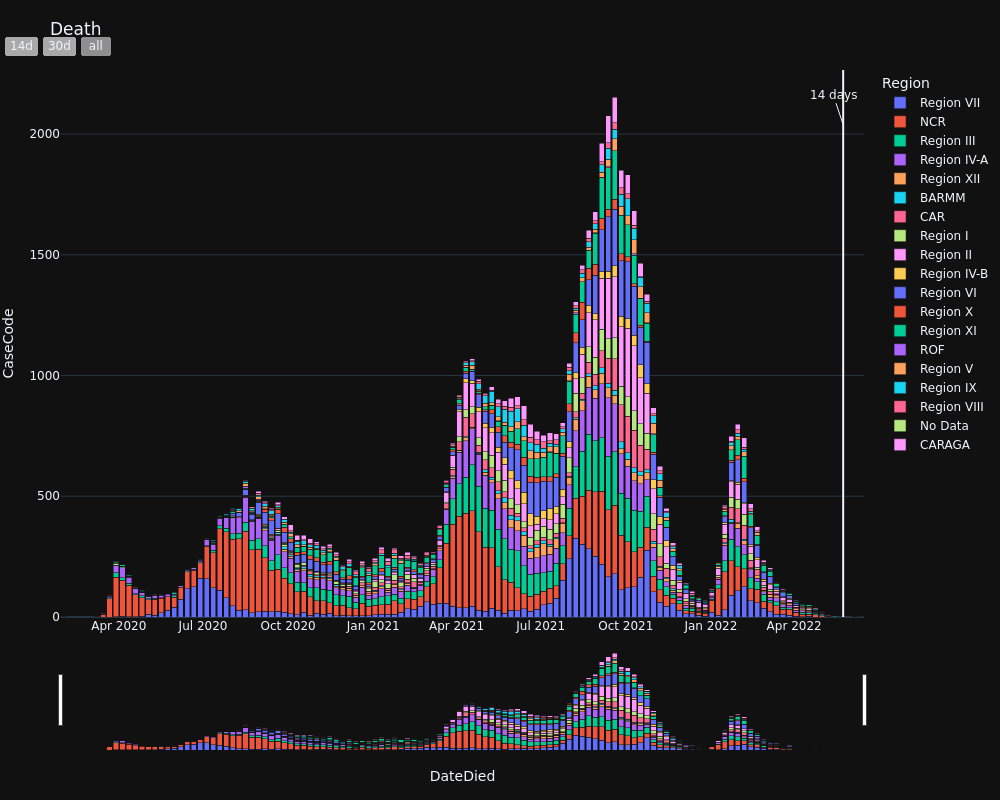 Death
14d 30d all
14 days
CaseCode
2000
1500
1000
500
0
Apr 2020 Jul 2020 Oct 2020 Jan 2021 Apr 2021 Jul 2021 Oct 2021 Jan 2022 Apr 2022
DateDied
Region
Region VII
NCR
Region III
Region IV-A
Region XII
BARMM
CAR
Region I
Region II
Region IV-B
Region VI
Region X
Region XI
ROF
Region V
Region IX
Region VIII
No Data
CARAGA